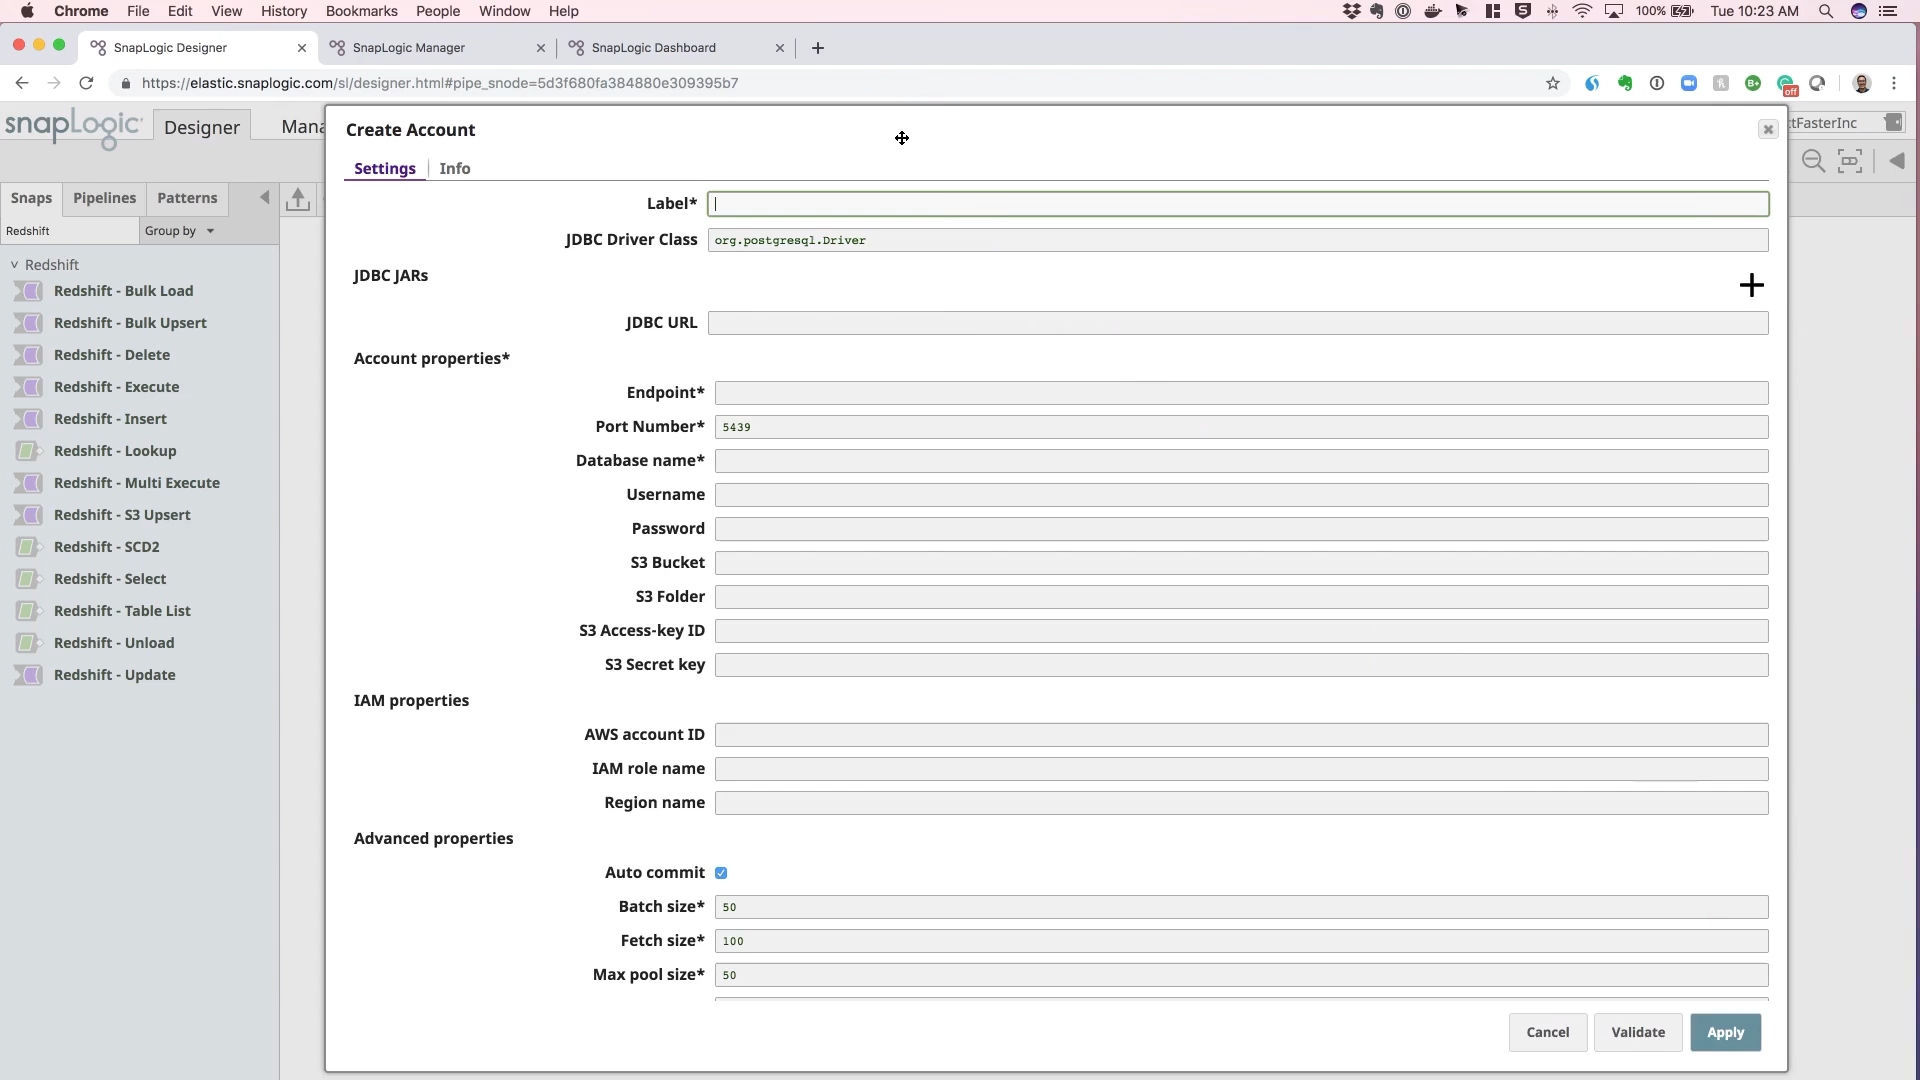 Chrome File Edit View History Bookmarks People Window Help 100% Tue 10:23 AM
SnapLogic Designer SnapLogic Manager SnapLogic Dashboard
https://elastic.snaplogic.com/sl/designer.html#pipe_snode=5d3f680fa384880e309395b7
off
snapLogic Designer Mana ctFasterInc
Create Account
Settings Info
Snaps Pipelines Patterns
Redshift Group by
Redshift
Redshift - Bulk Load
Redshift - Bulk Upsert
Redshift - Delete
Redshift - Execute
Redshift - Insert
Redshift - Lookup
Redshift - Multi Execute
Redshift - S3 Upsert
Redshift - SCD2
Redshift - Select
Redshift - Table List
Redshift - Unload
Redshift - Update
Label*
JDBC Driver Class org.postgresql.Driver
JDBC JARs
JDBC URL
Account properties*
Endpoint*
Port Number* 5439
Database name*
Username
Password
S3 Bucket
S3 Folder
S3 Access-key ID
S3 Secret key
IAM properties
AWS account ID
IAM role name
Region name
Advanced properties
Auto commit
Batch size* 50
Fetch size* 100
Max pool size* 50
Cancel Validate Apply